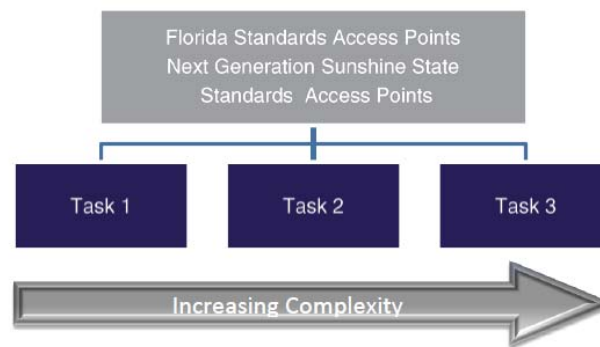 Florida Standards Access Points
Next Generation Sunshine State
Standards Access Points
Task 1
Task 2
Task 3
Increasing Complexity